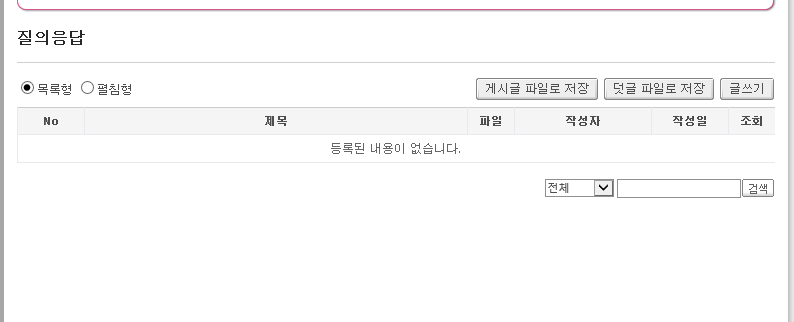 질의응답
목록형 펼침형 게시글 파일로 저장 덧글 파일로 저장 글쓰기
No 제목 파일 작성자 작성일 조회
등록된 내용이 없습니다.
전체 검색